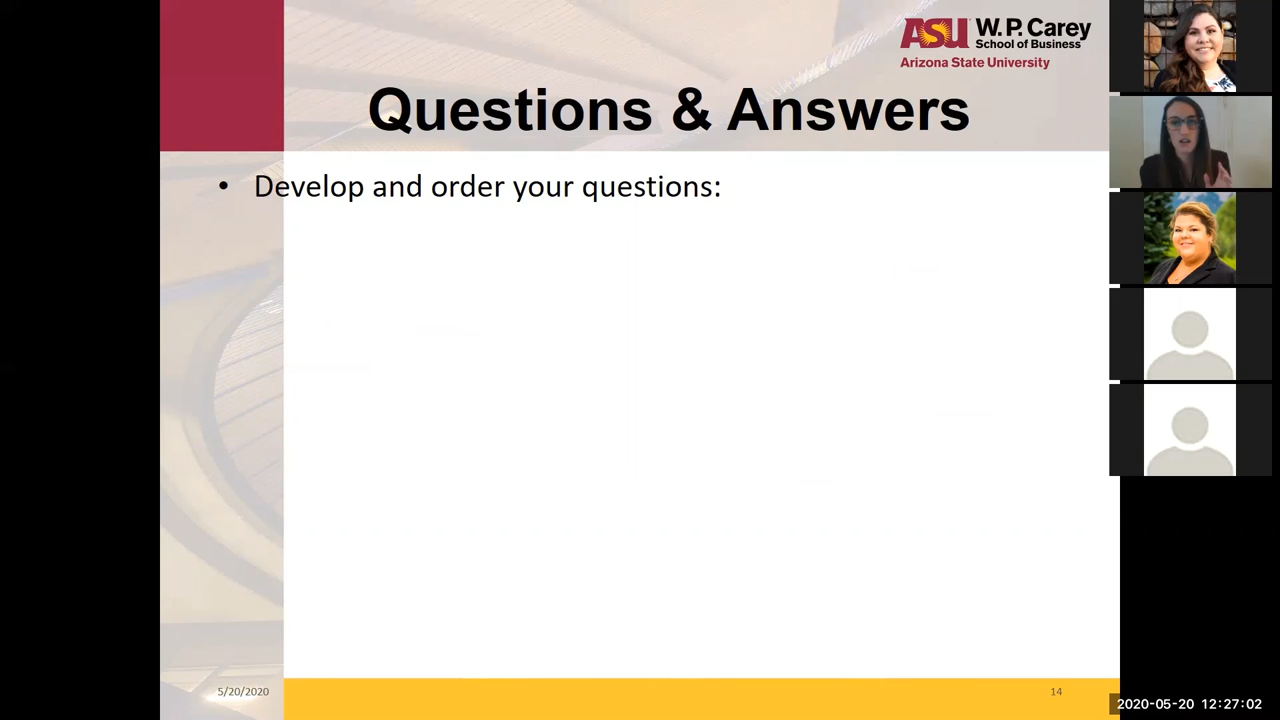 ASU W. P. Carey
School of Business
Arizona State University
Questions & Answers
• Develop and order your questions:
5/20/2020
14
2020-05-20 12:27:02